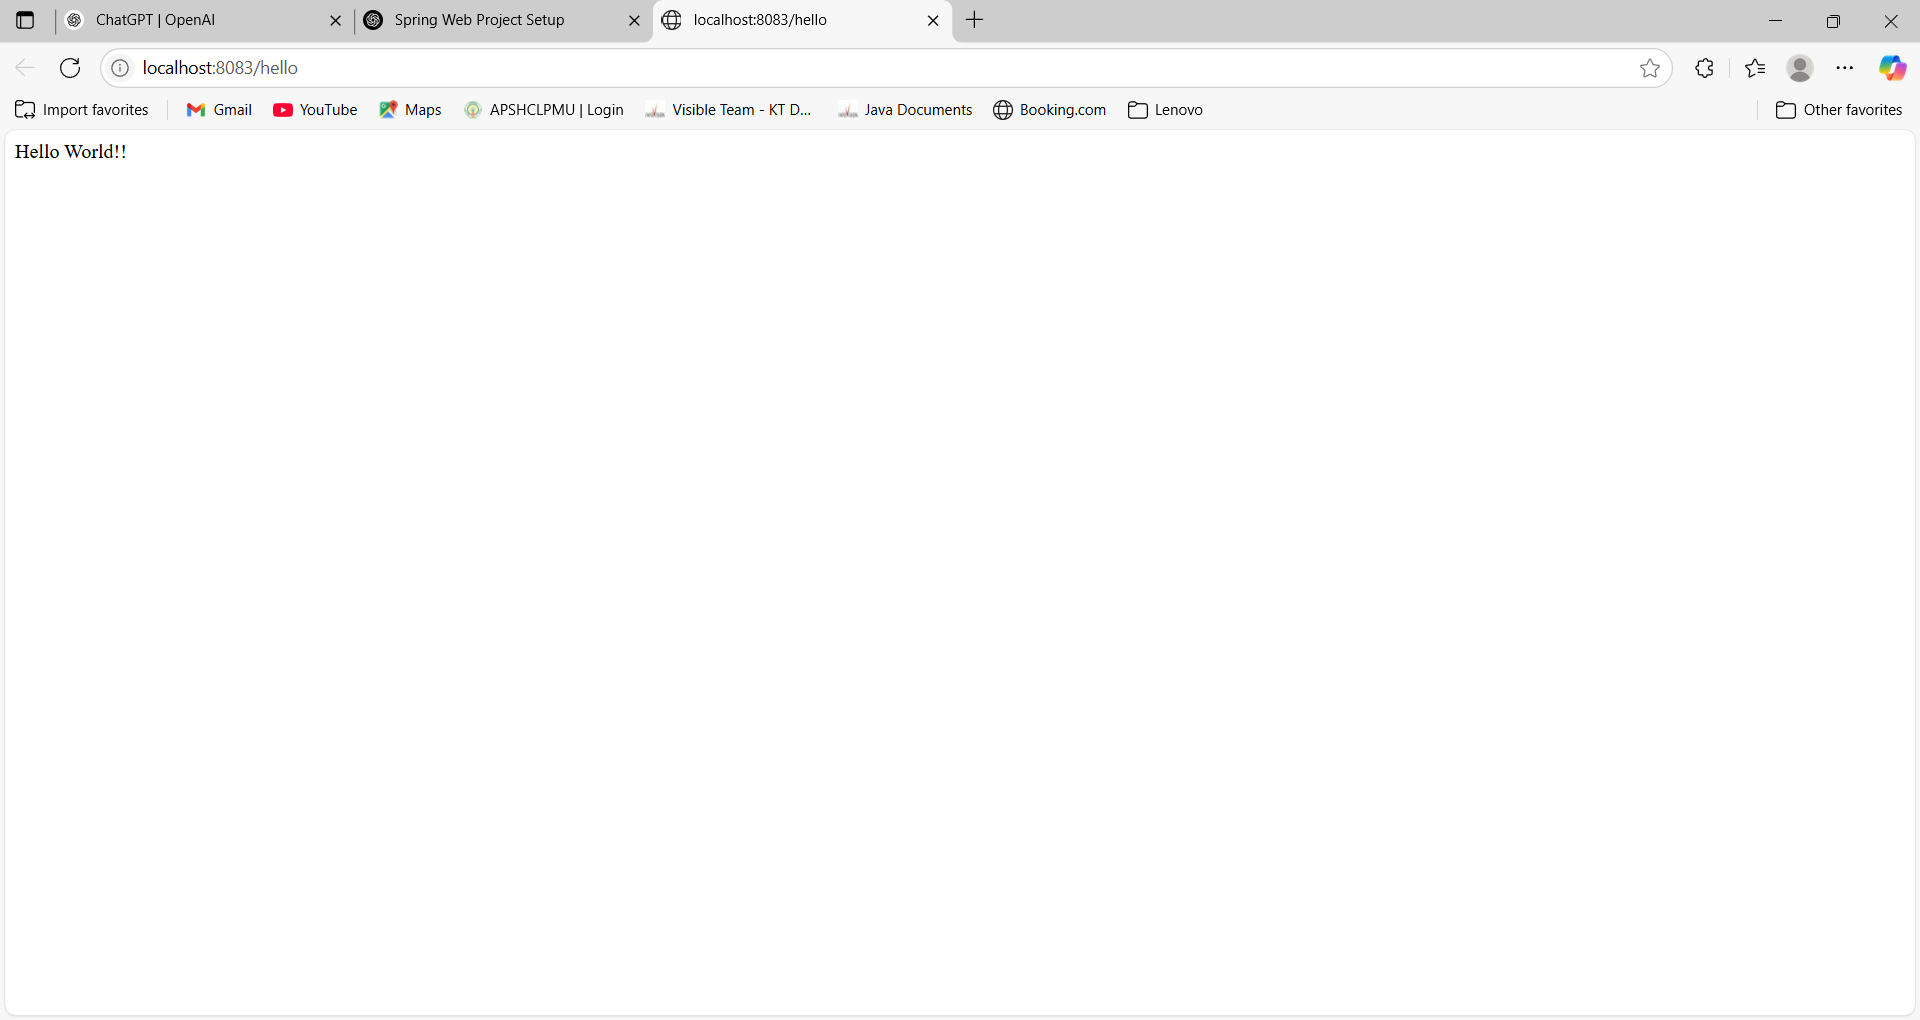 ChatGPT | OpenAI
Spring Web Project Setup
localhost:8083/hello
localhost:8083/hello
Import favorites
Gmail
YouTube
Maps
APSHCLPMU | Login
Visible Team - KT D...
Java Documents
Booking.com
Lenovo
Other favorites
Hello World!!